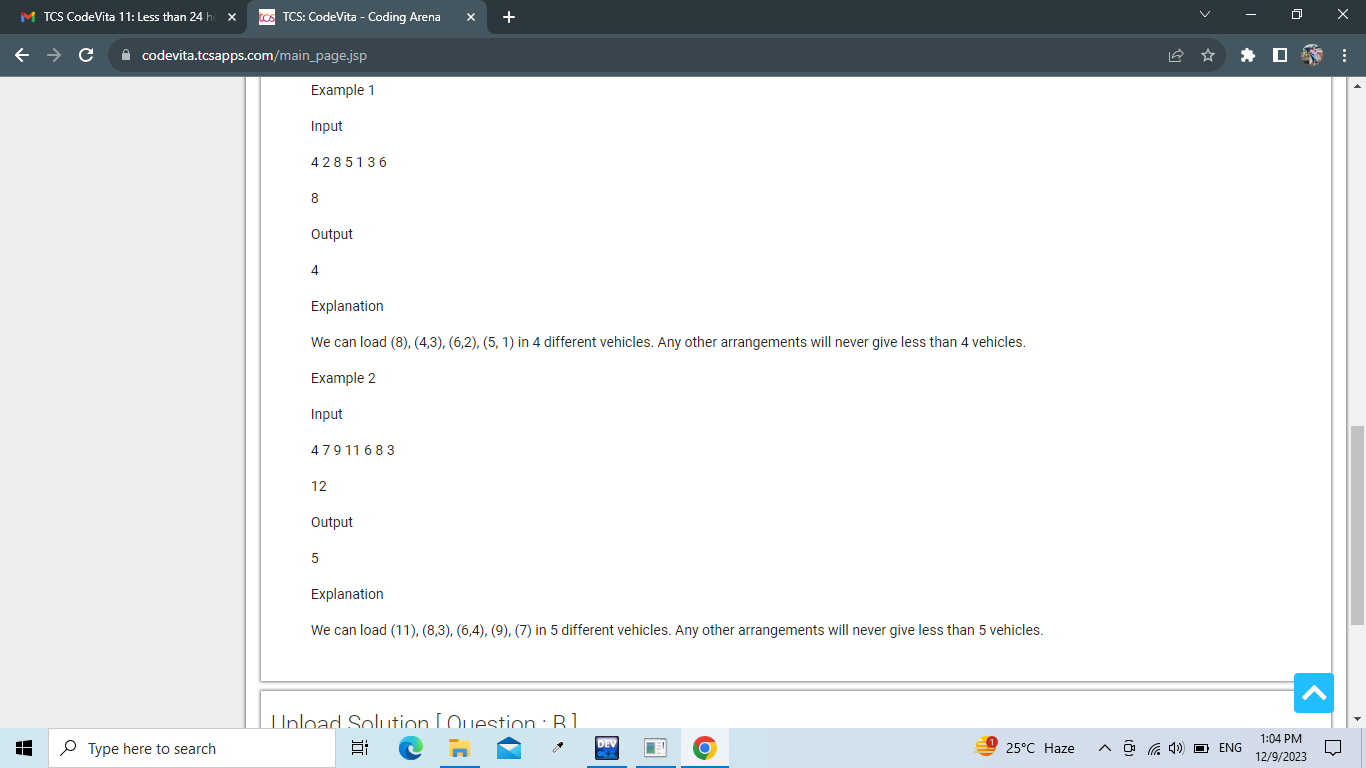 TCS CodeVita 11: Less than 24 h
TCS: CodeVita - Coding Arena
codevita.tcsapps.com/main_page.jsp
Example 1
Input
4 2 8 5 1 3 6
8
Output
4
Explanation
We can load (8), (4,3), (6,2), (5, 1) in 4 different vehicles. Any other arrangements will never give less than 4 vehicles.
Example 2
Input
4 7 9 11 6 8 3
12
Output
5
Explanation
We can load (11), (8,3), (6,4), (9), (7) in 5 different vehicles. Any other arrangements will never give less than 5 vehicles.
Upload Solution [ Question : B ]
Type here to search
DEV
1
25°C Haze
ENG
1:04 PM
12/9/2023